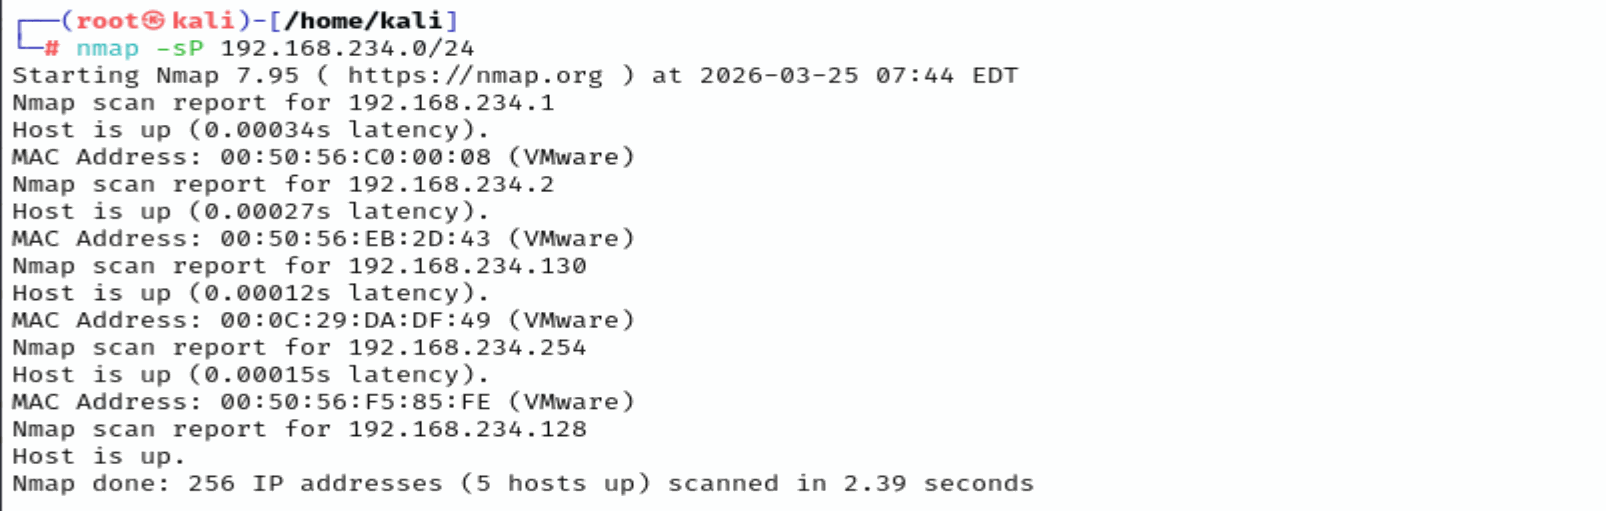 ┌──(root㉿kali)-[/home/kali]
└─# nmap -sP 192.168.234.0/24
Starting Nmap 7.95 ( https://nmap.org ) at 2026-03-25 07:44 EDT
Nmap scan report for 192.168.234.1
Host is up (0.00034s latency).
MAC Address: 00:50:56:C0:00:08 (VMware)
Nmap scan report for 192.168.234.2
Host is up (0.00027s latency).
MAC Address: 00:50:56:EB:2D:43 (VMware)
Nmap scan report for 192.168.234.130
Host is up (0.00012s latency).
MAC Address: 00:0C:29:DA:DF:49 (VMware)
Nmap scan report for 192.168.234.254
Host is up (0.00015s latency).
MAC Address: 00:50:56:F5:85:FE (VMware)
Nmap scan report for 192.168.234.128
Host is up.
Nmap done: 256 IP addresses (5 hosts up) scanned in 2.39 seconds